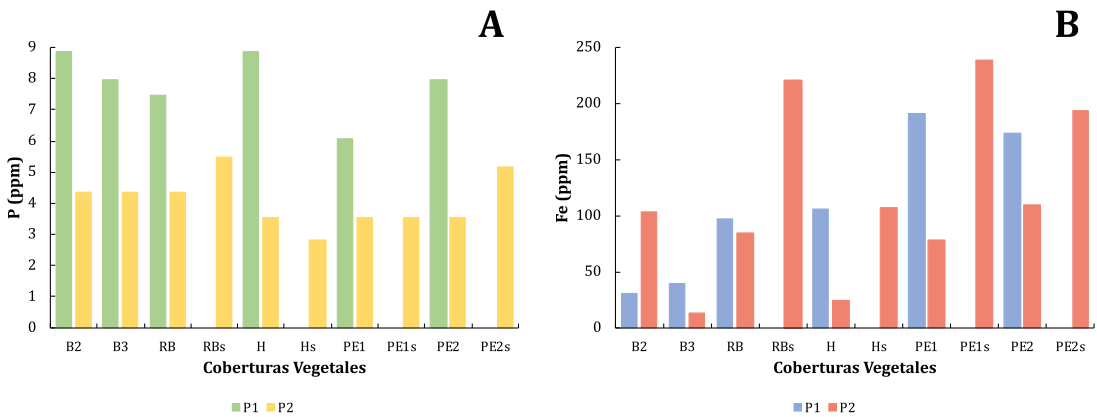 A
9
8
7
6
5
4
3
2
1
0
P (ppm)
B2 B3 RB RBs H Hs PE1 PE1s PE2 PE2s
Coberturas Vegetales
P1 P2
B
250
200
150
100
50
0
Fe (ppm)
B2 B3 RB RBs H Hs PE1 PE1s PE2 PE2s
Coberturas Vegetales
P1 P2